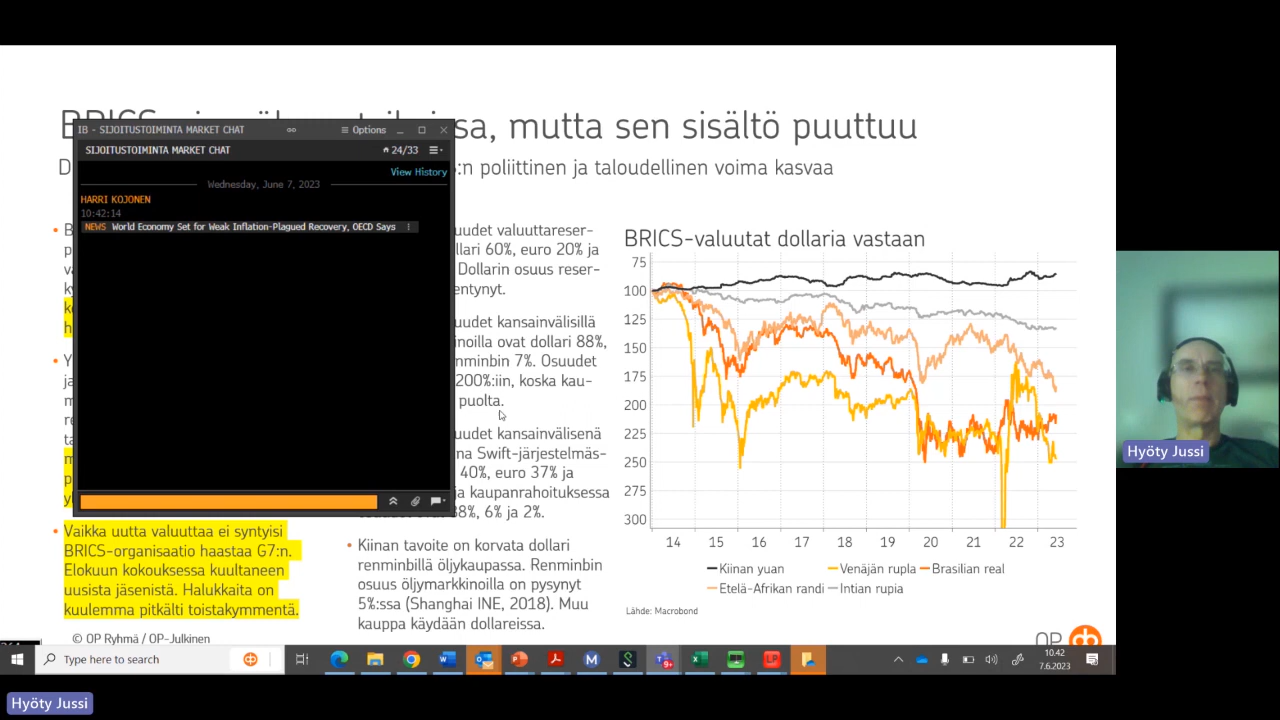 sa, mutta sen sisältö puuttuu
:n poliittinen ja taloudellinen voima kasvaa
IB - SIJOITUSTOIMINTA MARKET CHAT
Options
SIJOITUSTOIMINTA MARKET CHAT
24/33
View History
Wednesday, June 7, 2023
HARRI KOJONEN
10:42:14
NEWS World Economy Set for Weak Inflation-Plagued Recovery, OECD Says
• Vaikka uutta valuuttaa ei syntyisi
BRICS-organisaatio haastaa G7:n.
Elokuun kokouksessa kuultaneen
uusista jäsenistä. Halukkaita on
kuulemma pitkälti toistakymmentä.
uudet valuuttareser-
llari 60%, euro 20% ja
Dollarin osuus reser-
entynyt.
uudet kansainvälisillä
inoilla ovat dollari 88%,
nminbin 7%. Osuudet
200%:iin, koska kau-
puolta.
uudet kansainvälisenä
na Swift-järjestelmäs-
40%, euro 37% ja
ja kaupanrahoituksessa
8%, 6% ja 2%.
• Kiinan tavoite on korvata dollari
renminbillä öljykaupassa. Renminbin
osuus öljymarkkinoilla on pysynyt
5%:ssa (Shanghai INE, 2018). Muu
kauppa käydään dollareissa.
BRICS-valuutat dollaria vastaan
75
100
125
150
175
200
225
250
275
300
14 15 16 17 18 19 20 21 22 23
Kiinan yuan Venäjän rupla Brasilian real
Etelä-Afrikan randi Intian rupia
Lähde: Macrobond
© OP Ryhmä / OP-Julkinen
OP
Type here to search
10.42
7.6.2023
Hyöty Jussi
Hyöty Jussi